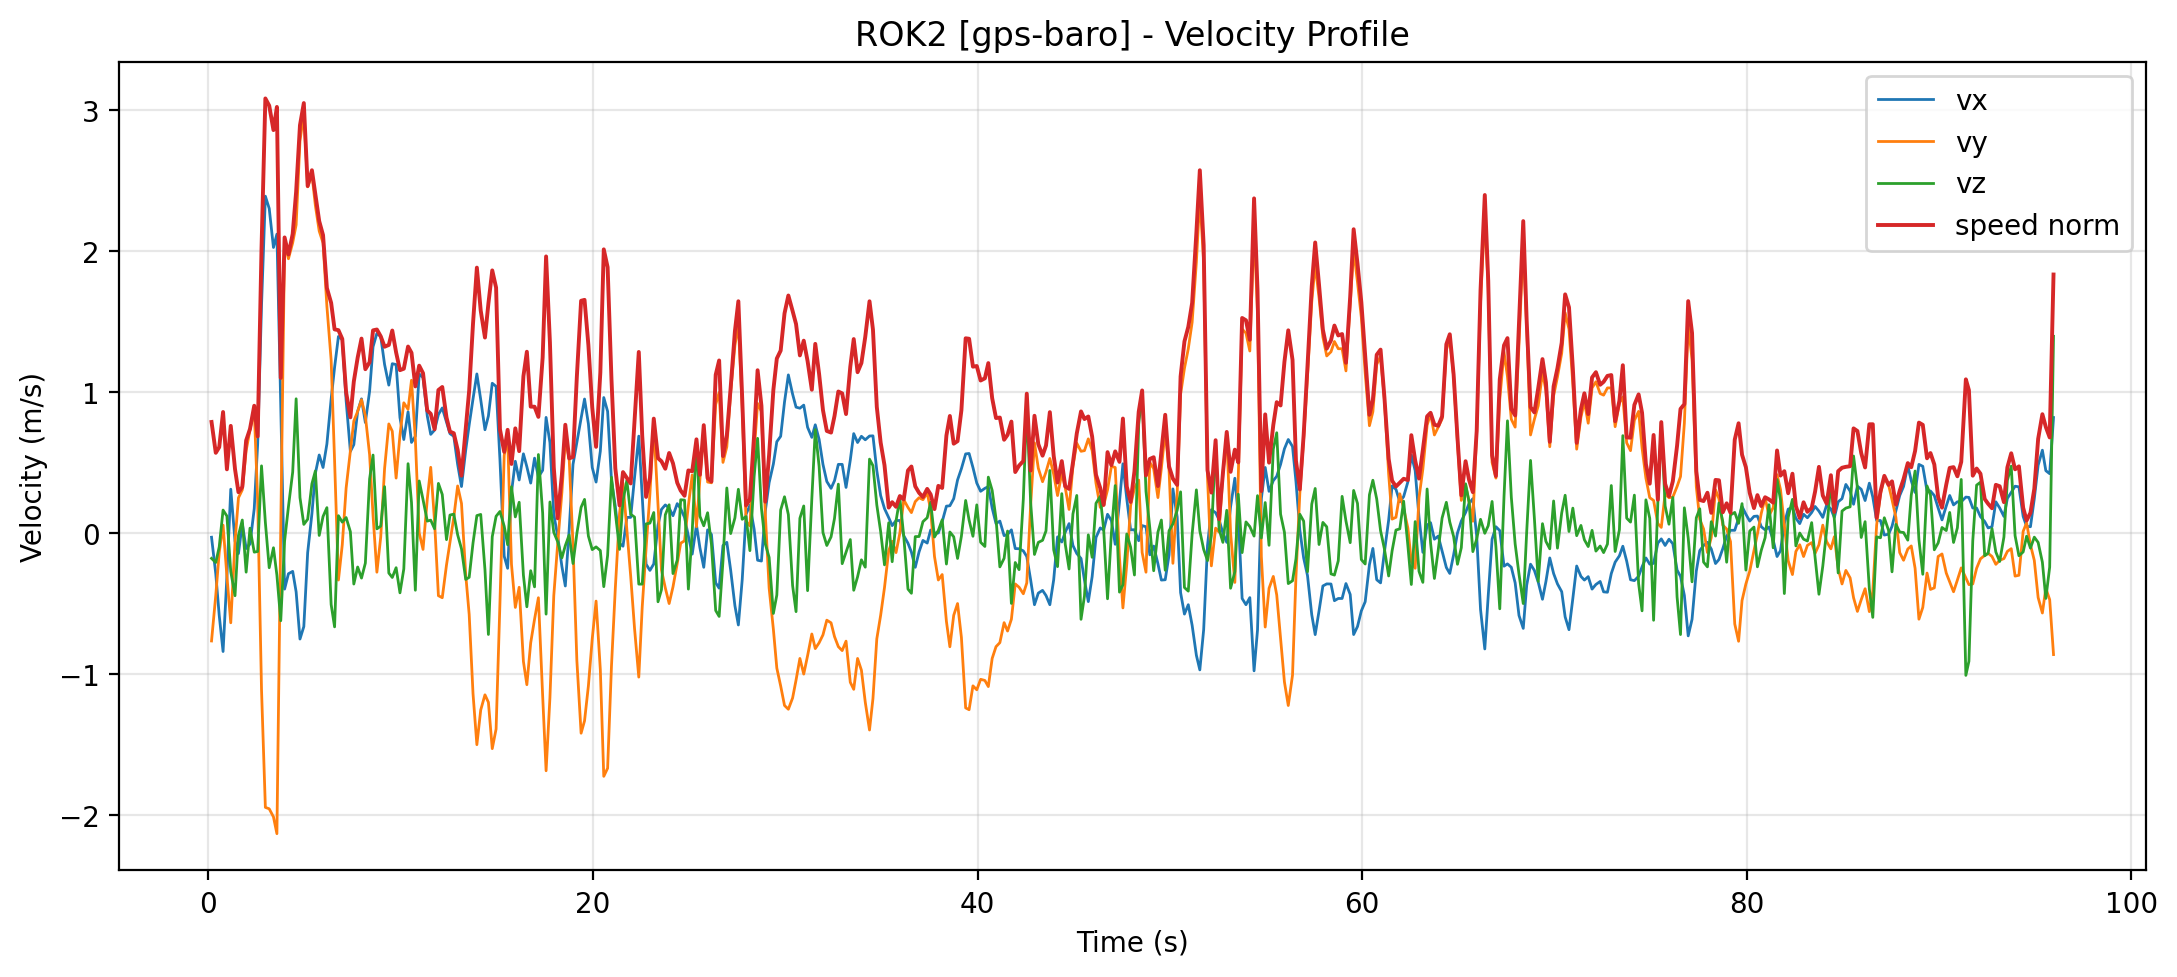 ROK2 [gps-baro] - Velocity Profile
vx
vy
vz
speed norm
Velocity (m/s)
3
2
1
0
−1
−2
0
20
40
60
80
100
Time (s)